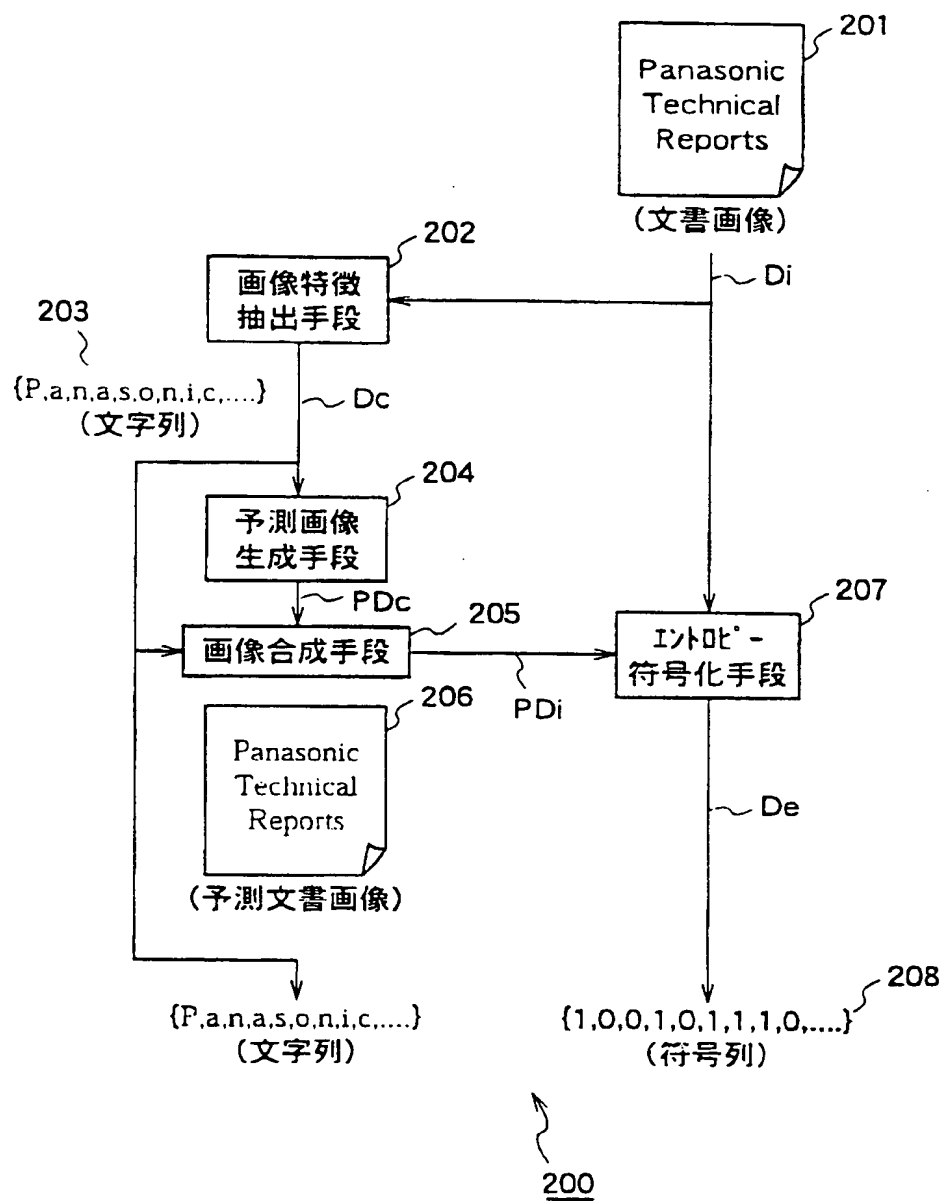 201
Panasonic
Technical
Reports
(文書画像)
202
Di
画像特徴
抽出手段
203
{P,a,n,a,s,o,n,i,c,....}
(文字列)
Dc
204
予測画像
生成手段
PDc
205
画像合成手段
207
エントロピー
符号化手段
PDi
206
Panasonic
Technical
Reports
(予測文書画像)
De
208
{P,a,n,a,s,o,n,i,c,....}
(文字列)
{1,0,0,1,0,1,1,1,0,....}
(符号列)
200